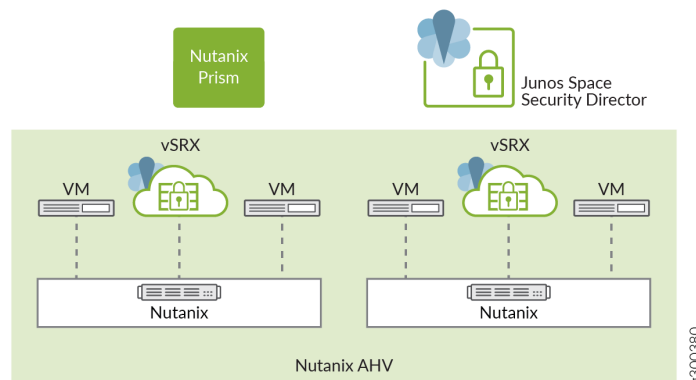 Nutanix
Prism
Junos Space
Security Director
vSRX
vSRX
VM
VM
VM
VM
Nutanix
Nutanix
Nutanix AHV